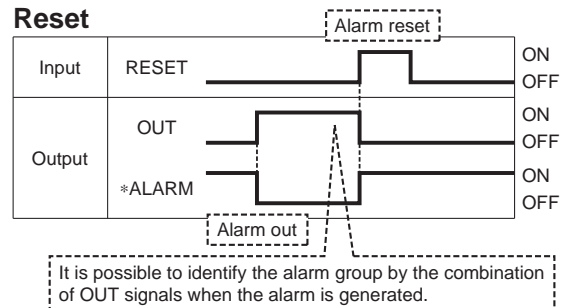 Reset
Alarm reset
Input RESET ON
OFF
Output OUT ON
OFF
*ALARM ON
OFF
Alarm out
It is possible to identify the alarm group by the combination
of OUT signals when the alarm is generated.